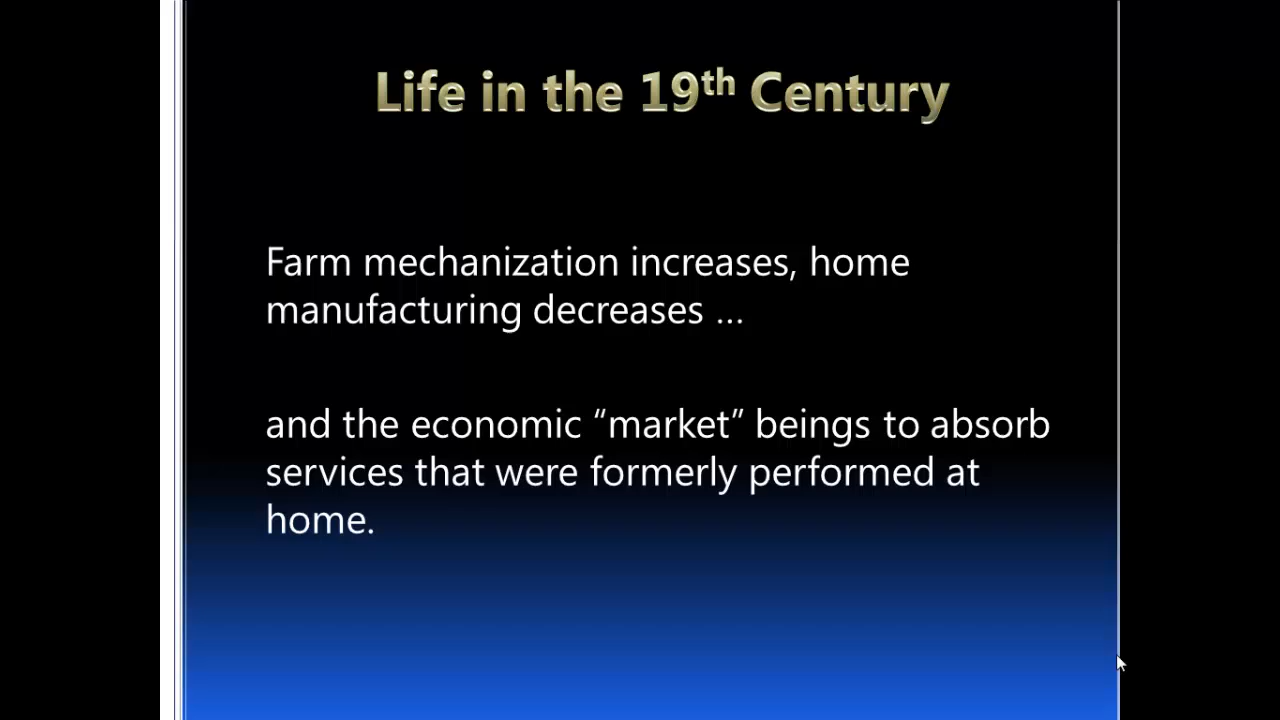 Life in the 19th Century
Farm mechanization increases, home
manufacturing decreases …
and the economic “market” beings to absorb
services that were formerly performed at
home.